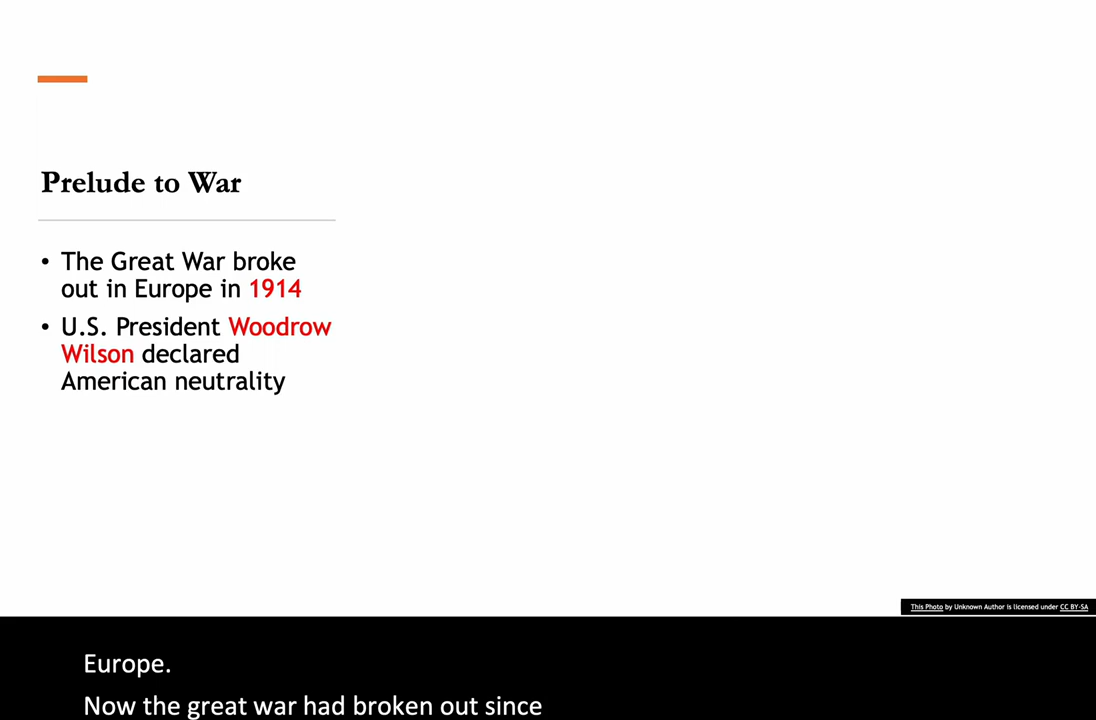 Prelude to War
• The Great War broke
out in Europe in 1914
• U.S. President Woodrow
Wilson declared
American neutrality
This Photo by Unknown Author is licensed under CC BY-SA
Europe.
Now the great war had broken out since